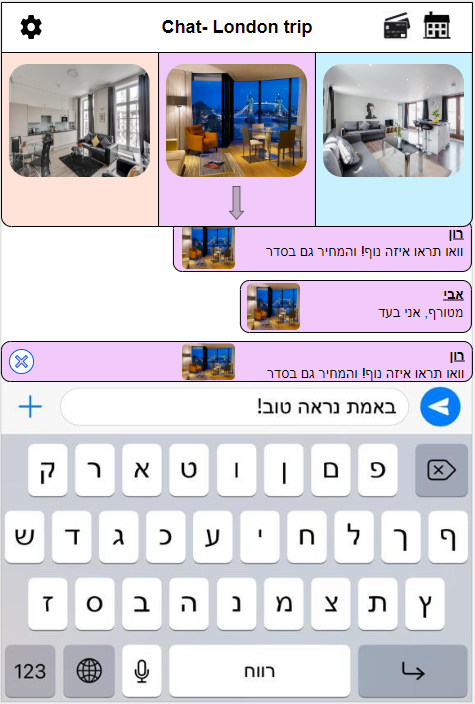 Chat- London trip
רון
וואו תראו איזה נוף! והמחיר גם בסדר
אבי
מטורף, אני בעד
רון
וואו תראו איזה נוף! והמחיר גם בסדר
באמת נראה טוב!
ק ר א ט ו ן ם פ
ש ד ג כ ע י ח ל ך ף
ז ס ב ה נ מ צ ת ץ
123 רווח